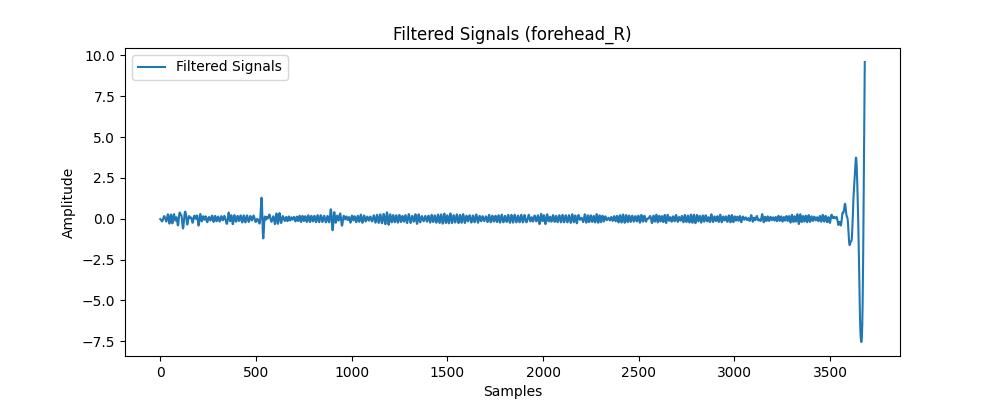 Filtered Signals (forehead_R)
Filtered Signals
Amplitude
10.0
7.5
5.0
2.5
0.0
−2.5
−5.0
−7.5
0 500 1000 1500 2000 2500 3000 3500
Samples